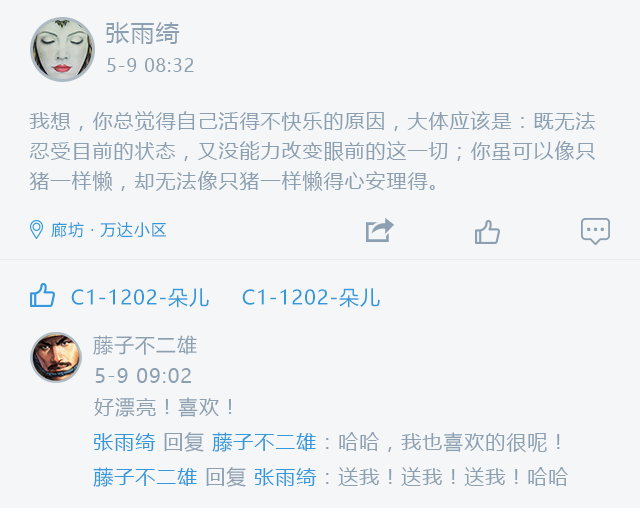 张雨绮
5-9 08:32
我想，你总觉得自己活得不快乐的原因，大体应该是：既无法
忍受目前的状态，又没能力改变眼前的这一切；你虽可以像只
猪一样懒，却无法像只猪一样懒得心安理得。
廊坊·万达小区
C1-1202-朵儿 C1-1202-朵儿
藤子不二雄
5-9 09:02
好漂亮！喜欢！
张雨绮 回复 藤子不二雄：哈哈，我也喜欢的很呢！
藤子不二雄 回复 张雨绮：送我！送我！送我！哈哈